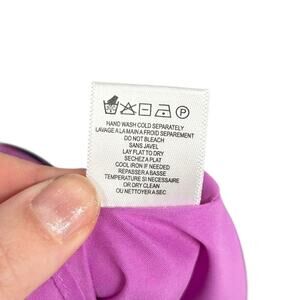 P
HAND WASH COLD SEPARATELY
LAVAGE A LA MAIN A FROID SEPAREMENT
DO NOT BLEACH
SANS JAVEL
LAY FLAT TO DRY
SECHEZ A PLAT
COOL IRON IF NEEDED
REPASSER A BASSE
TEMPERATURE SI NECESSAIRE
OR DRY CLEAN
OU NETTOYER A SEC